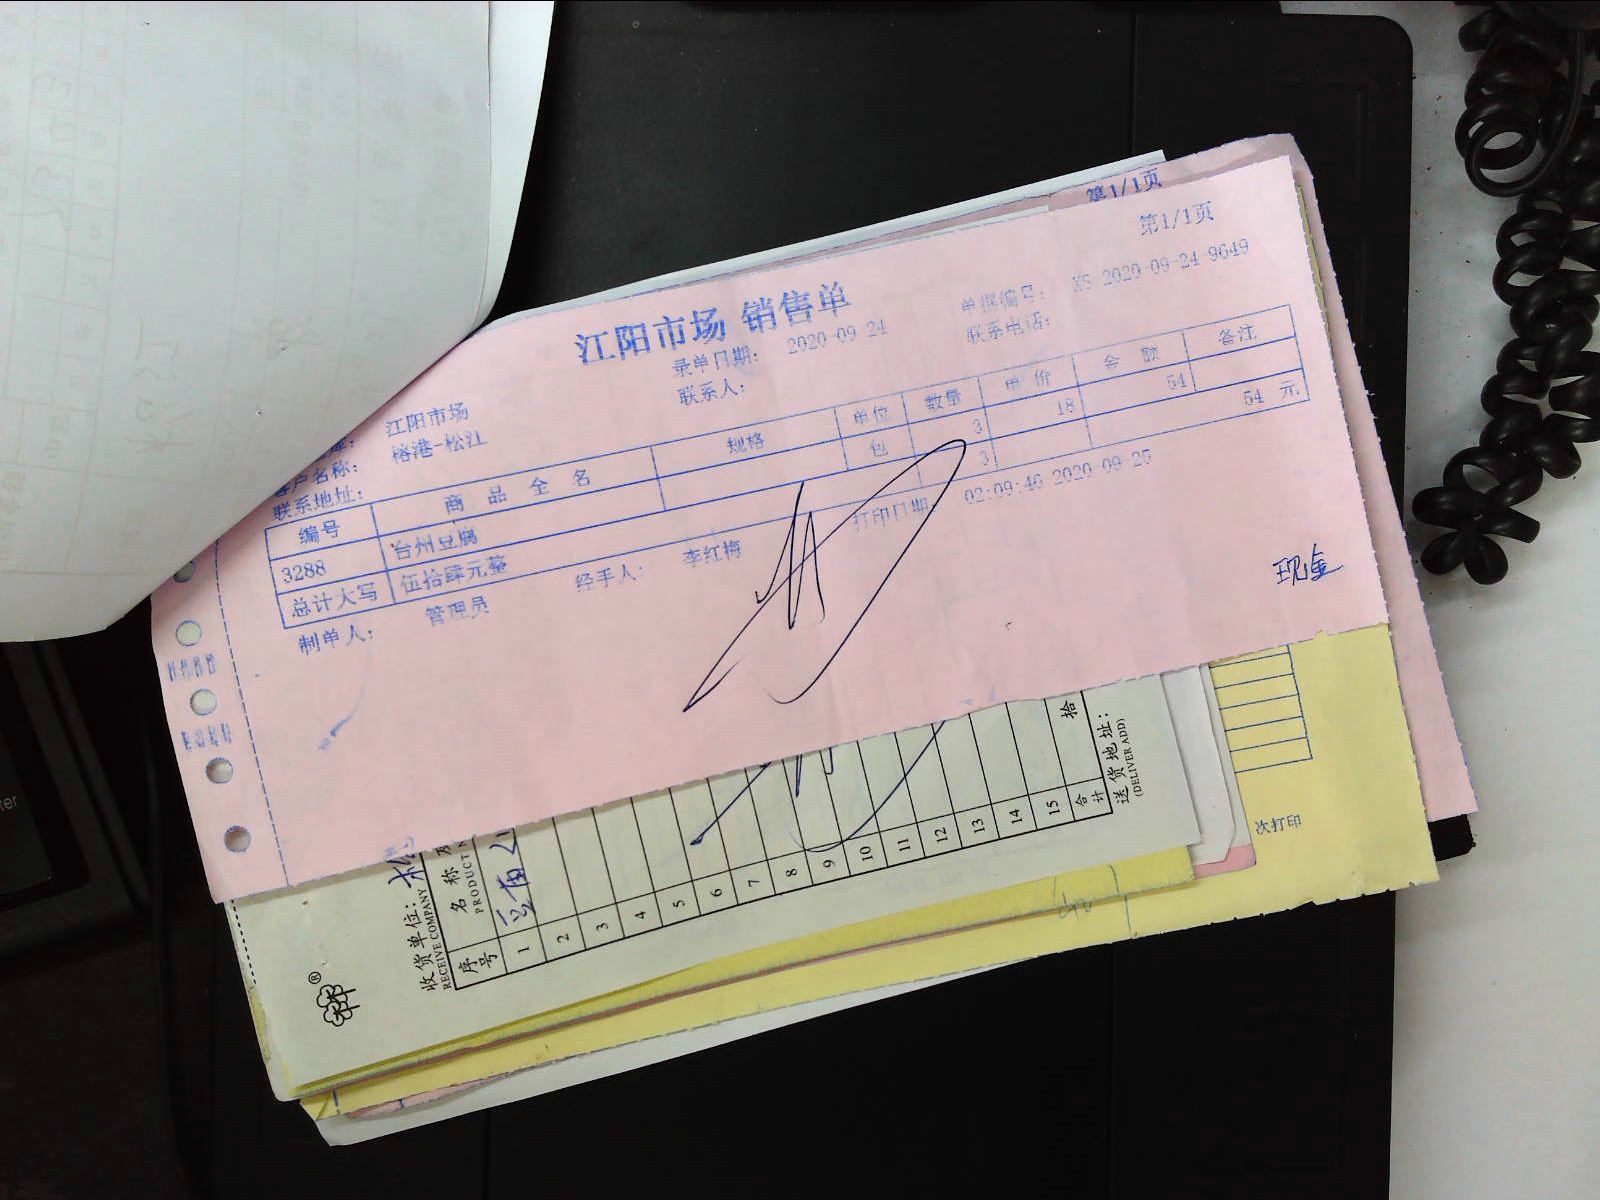 第1/1页
第1/1页
江阳市场 销售单
单据编号: XS-2020-09-24-9649
录单日期: 2020-09-24
联系电话:
联系人:
江阳市场
客户名称: 榕港-松江
联系地址:
编号 商品全名 规格 单位 数量 单价 金额 备注
3288 台州豆腐 包 3 18 54
总计大写 伍拾肆元整 3 54 元
制单人: 管理员 经手人: 李红梅 打印日期: 02:09:46 2020-09-25
现金
收货单位:
RECEIVE COMPANY
序号 名称及
PRODUCT
1
2
3
4
5
6
7
8
9
10
11
12
13
14
15
合计 拾
送货地址:
(DELIVER ADD)
次打印